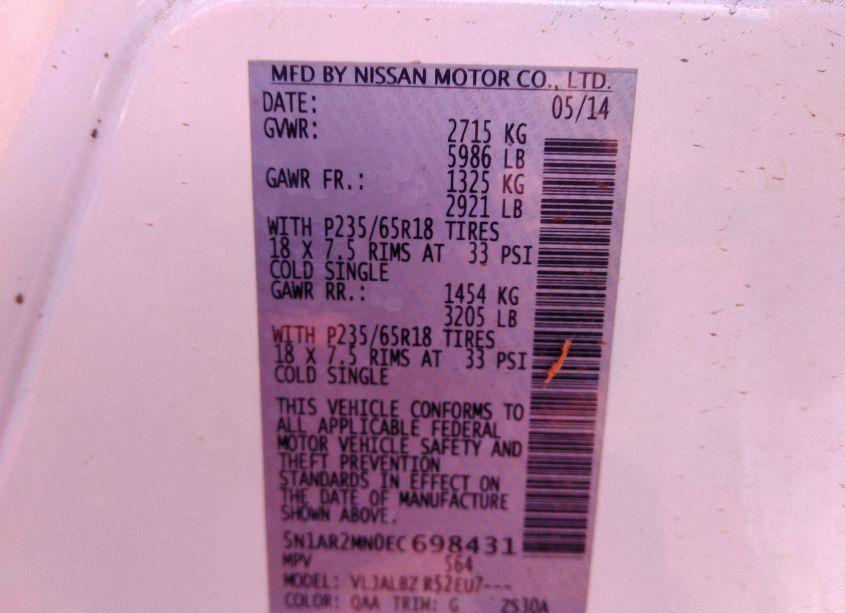 MFD BY NISSAN MOTOR CO., LTD.
DATE: 05/14
GVWR: 2715 KG
5986 LB
GAWR FR.: 1325 KG
2921 LB
WITH P235/65R18 TIRES
18 X 7.5 RIMS AT 33 PSI
COLD SINGLE
GAWR RR.: 1454 KG
3205 LB
WITH P235/65R18 TIRES
18 X 7.5 RIMS AT 33 PSI
COLD SINGLE
THIS VEHICLE CONFORMS TO
ALL APPLICABLE FEDERAL
MOTOR VEHICLE SAFETY AND
THEFT PREVENTION
STANDARDS IN EFFECT ON
THE DATE OF MANUFACTURE
SHOWN ABOVE.
5N1AR2MN0EC698431
MPV 564
MODEL: VLJALBZ R52EU7---
COLOR: QAA TRIM: G 2S30A